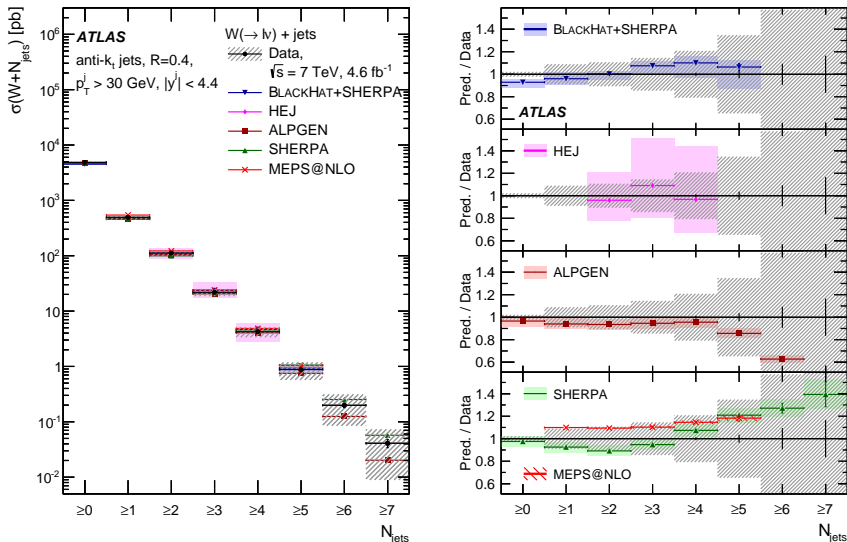 σ(W+N_jets) [pb]
ATLAS
anti-k_t jets, R=0.4,
p_T^j > 30 GeV, |y^j| < 4.4
W(→ lν) + jets
Data,
√s = 7 TeV, 4.6 fb⁻¹
BLACKHAT+SHERPA
HEJ
ALPGEN
SHERPA
MEPS@NLO
10⁶
10⁵
10⁴
10³
10²
10
1
10⁻¹
10⁻²
≥0 ≥1 ≥2 ≥3 ≥4 ≥5 ≥6 ≥7
N_jets
Pred. / Data
1.4
1.2
1
0.8
0.6
BLACKHAT+SHERPA
ATLAS
Pred. / Data
1.4
1.2
1
0.8
0.6
HEJ
Pred. / Data
1.4
1.2
1
0.8
0.6
ALPGEN
Pred. / Data
1.4
1.2
1
0.8
0.6
SHERPA
MEPS@NLO
≥0 ≥1 ≥2 ≥3 ≥4 ≥5 ≥6 ≥7
N_jets